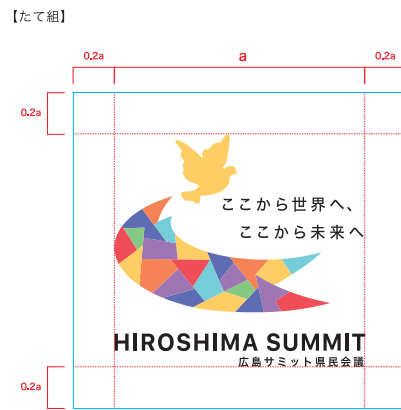 【たて組】
0.2a
a
0.2a
0.2a
ここから世界へ、
ここから未来へ
HIROSHIMA SUMMIT
広島サミット県民会議
0.2a